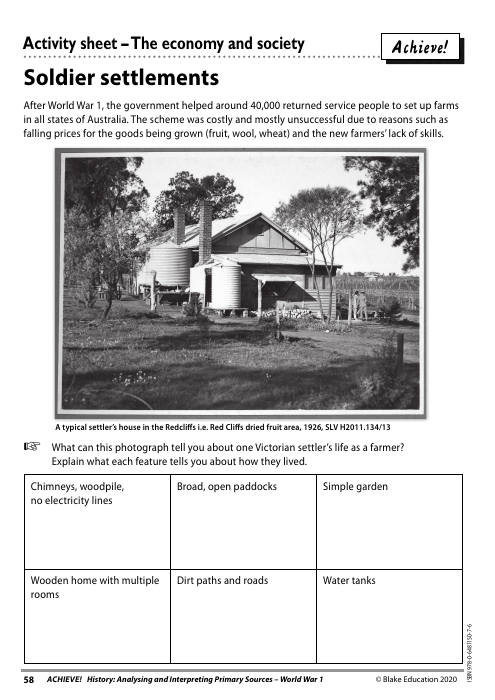 Activity sheet – The economy and society
Achieve!
Soldier settlements
After World War 1, the government helped around 40,000 returned service people to set up farms
in all states of Australia. The scheme was costly and mostly unsuccessful due to reasons such as
falling prices for the goods being grown (fruit, wool, wheat) and the new farmers' lack of skills.
A typical settler's house in the Redcliffs i.e. Red Cliffs dried fruit area, 1926, SLV H2011.134/13
What can this photograph tell you about one Victorian settler's life as a farmer?
Explain what each feature tells you about how they lived.
Chimneys, woodpile,
no electricity lines
Broad, open paddocks
Simple garden
Wooden home with multiple
rooms
Dirt paths and roads
Water tanks
58 ACHIEVE! History: Analysing and Interpreting Primary Sources – World War 1 © Blake Education 2020
ISBN 978-0-6481150-7-6